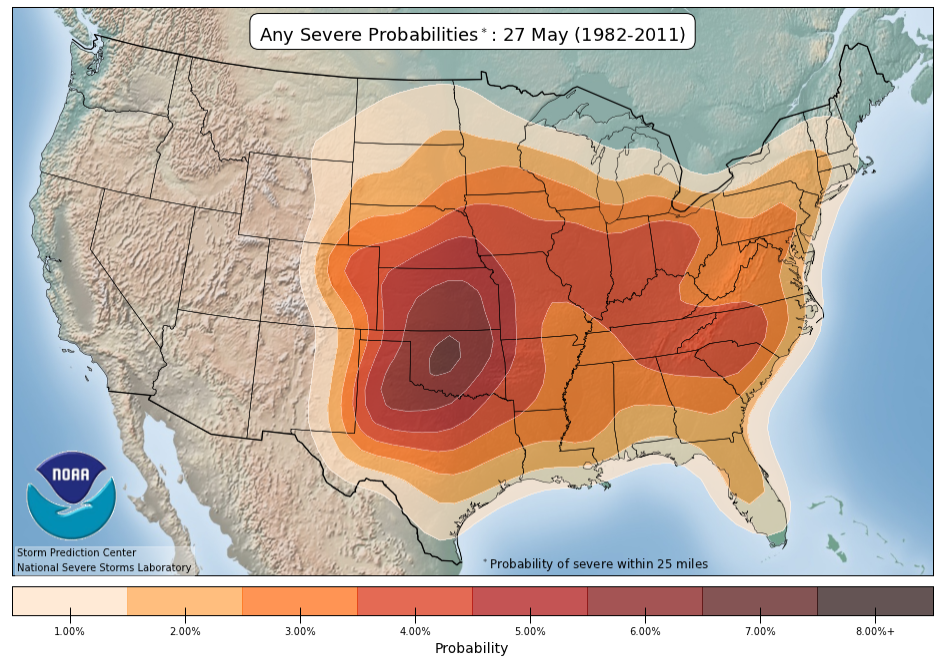 Any Severe Probabilities*: 27 May (1982-2011)
NOAA
Storm Prediction Center
National Severe Storms Laboratory
*Probability of severe within 25 miles
1.00% 2.00% 3.00% 4.00% 5.00% 6.00% 7.00% 8.00%+
Probability